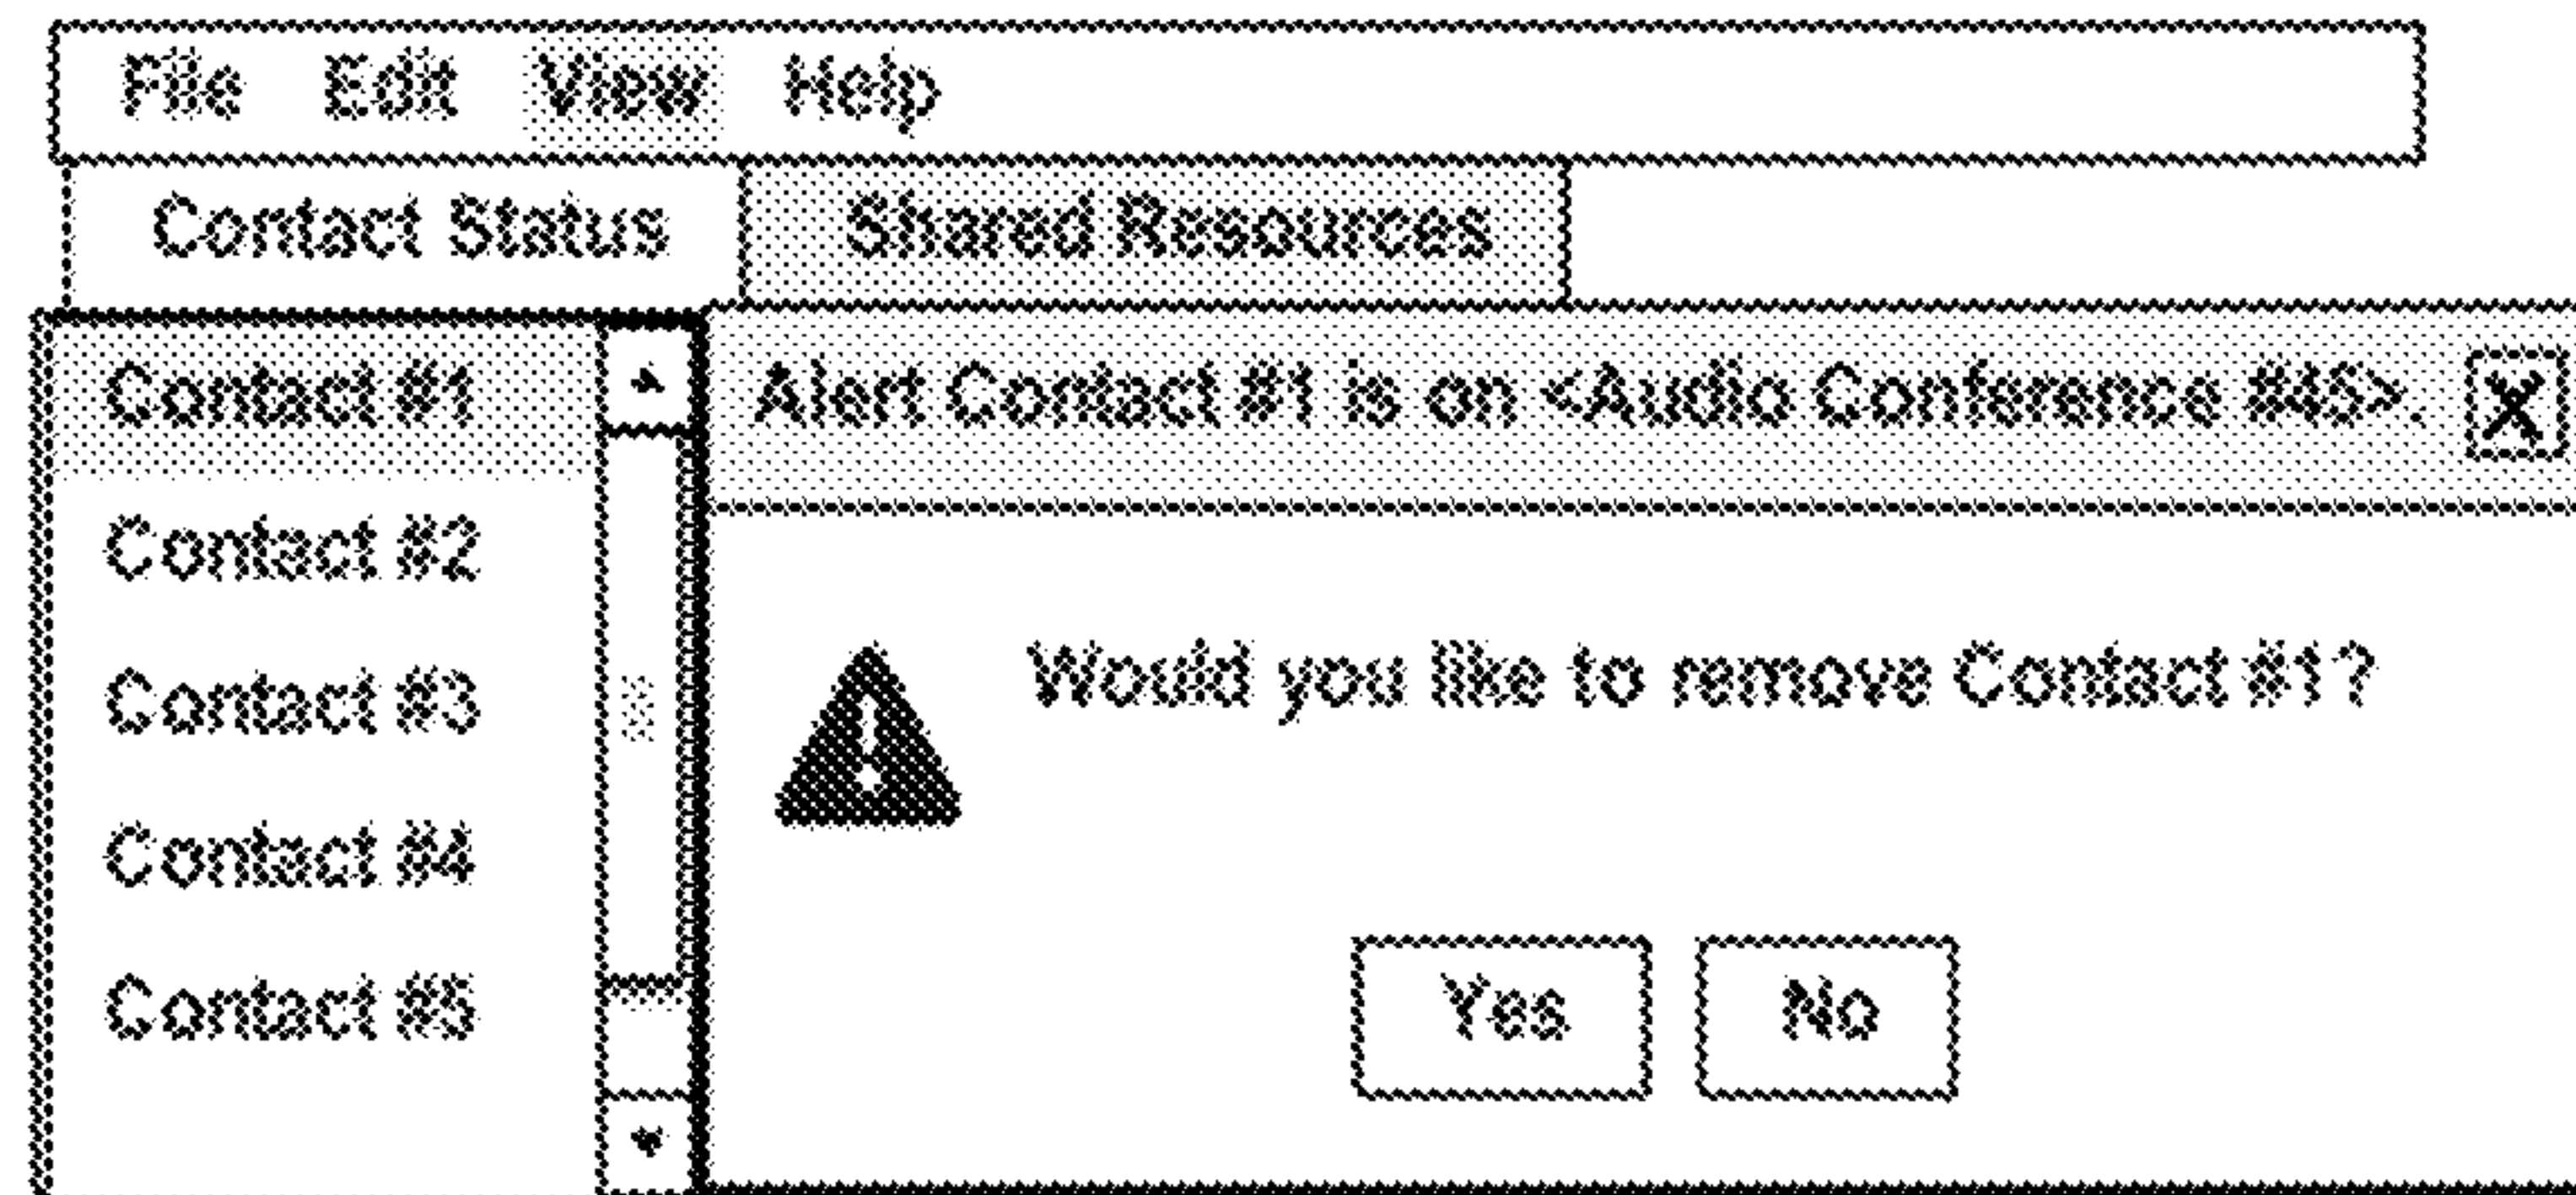 File Edit View Help
Contact Status Shared Resources
Contact #1
Contact #2
Contact #3
Contact #4
Contact #5
Alert Contact #1 is on <Audio Conference #45>. X
Would you like to remove Contact #1?
Yes No